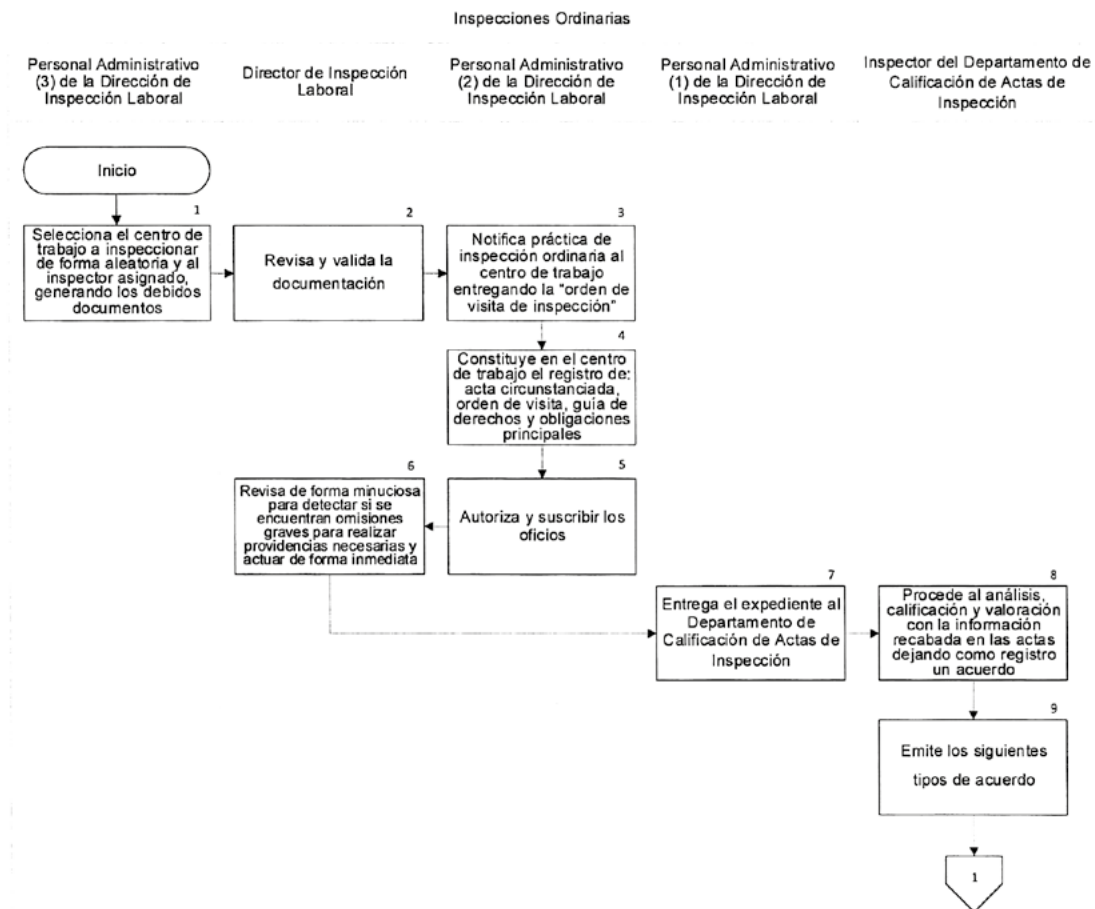 Inspecciones Ordinarias
Personal Administrativo
(3) de la Dirección de
Inspección Laboral
Director de Inspección
Laboral
Personal Administrativo
(2) de la Dirección de
Inspección Laboral
Personal Administrativo
(1) de la Dirección de
Inspección Laboral
Inspector del Departamento de
Calificación de Actas de
Inspección
Inicio
1
Selecciona el centro de
trabajo a inspeccionar
de forma aleatoria y al
inspector asignado,
generando los debidos
documentos
2
Revisa y valida la
documentación
3
Notifica práctica de
inspección ordinaria al
centro de trabajo
entregando la "orden de
visita de inspección"
4
Constituye en el centro
de trabajo el registro de:
acta circunstanciada,
orden de visita, guía de
derechos y obligaciones
principales
5
Autoriza y suscribir los
oficios
6
Revisa de forma minuciosa
para detectar si se
encuentran omisiones
graves para realizar
providencias necesarias y
actuar de forma inmediata
7
Entrega el expediente al
Departamento de
Calificación de Actas de
Inspección
8
Procede al análisis,
calificación y valoración
con la información
recabada en las actas
dejando como registro
un acuerdo
9
Emite los siguientes
tipos de acuerdo
1